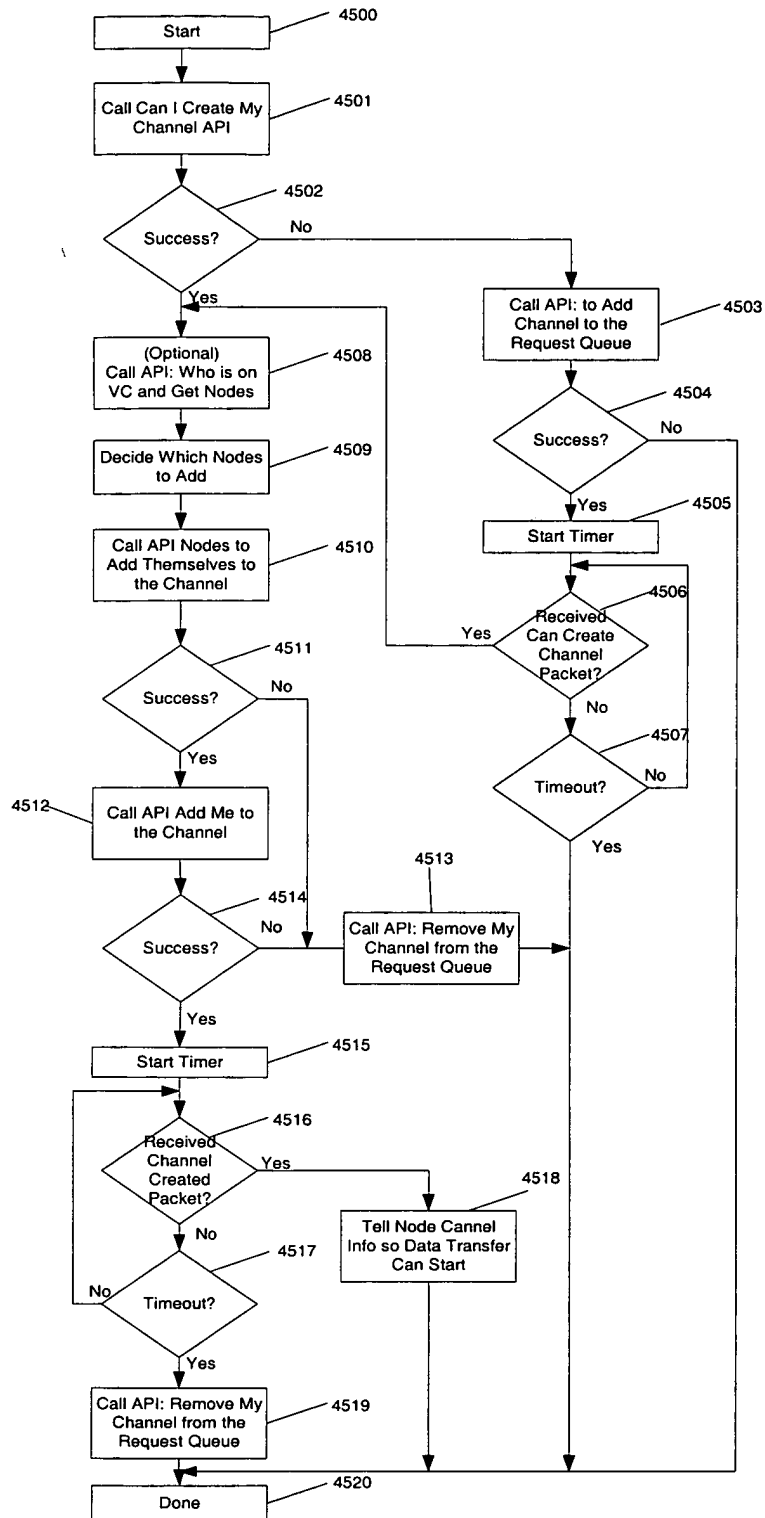 4500
Start
Call Can I Create My
Channel API
4501
4502
Success?
No
Yes
Call API: to Add
Channel to the
Request Queue
4503
(Optional)
Call API: Who is on
VC and Get Nodes
4508
4504
Success?
No
Yes
Decide Which Nodes
to Add
4509
4505
Start Timer
Call API Nodes to
Add Themselves to
the Channel
4510
4506
Received
Can Create
Channel
Packet?
Yes
No
4511
Success?
No
Yes
4507
Timeout?
No
Yes
4512
Call API Add Me to
the Channel
4513
Call API: Remove My
Channel from the
Request Queue
4514
Success?
No
Yes
4515
Start Timer
4516
Received
Channel
Created
Packet?
Yes
No
4518
Tell Node Cannel
Info so Data Transfer
Can Start
4517
Timeout?
No
Yes
Call API: Remove My
Channel from the
Request Queue
4519
4520
Done